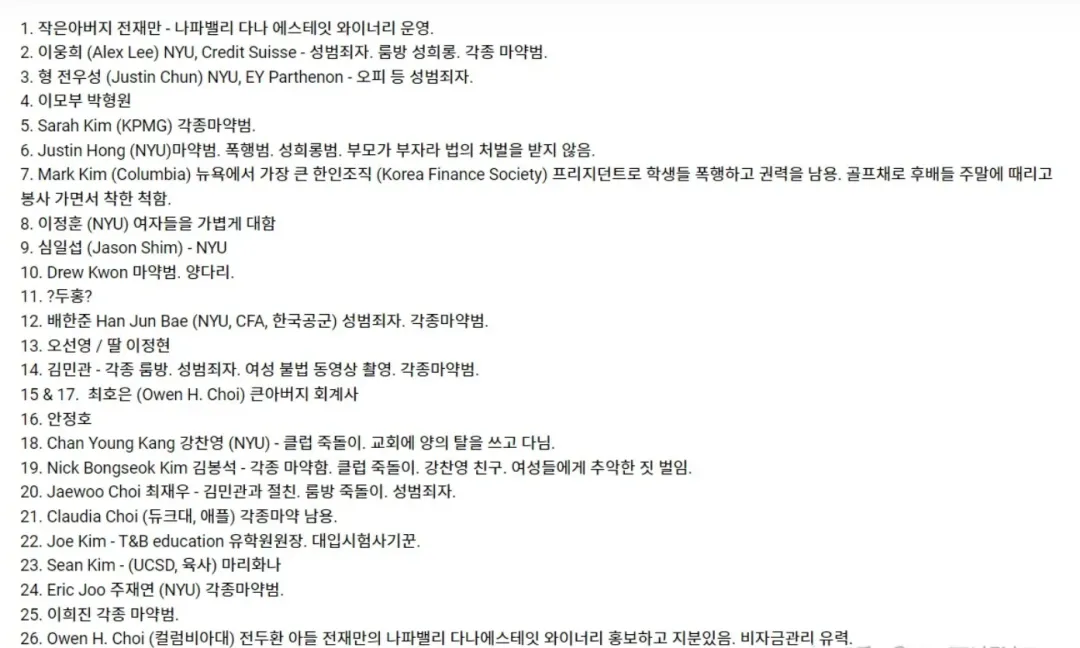 1. 작은아버지 전재만 - 나파밸리 다나 에스테잇 와이너리 운영.
2. 이웅희 (Alex Lee) NYU, Credit Suisse - 성범죄자. 룸방 성희롱. 각종 마약범.
3. 형 전우성 (Justin Chun) NYU, EY Parthenon - 오피 등 성범죄자.
4. 이모부 박형원
5. Sarah Kim (KPMG) 각종마약범.
6. Justin Hong (NYU)마약범. 폭행범. 성희롱범. 부모가 부자라 법의 처벌을 받지 않음.
7. Mark Kim (Columbia) 뉴욕에서 가장 큰 한인조직 (Korea Finance Society) 프리지던트로 학생들 폭행하고 권력을 남용. 골프채로 후배들 주말에 때리고
봉사 가면서 착한 척함.
8. 이정훈 (NYU) 여자들을 가볍게 대함
9. 심일섭 (Jason Shim) - NYU
10. Drew Kwon 마약범. 양다리.
11. ?두홍?
12. 배한준 Han Jun Bae (NYU, CFA, 한국공군) 성범죄자. 각종마약범.
13. 오선영 / 딸 이정현
14. 김민관 - 각종 룸방. 성범죄자. 여성 불법 동영상 촬영. 각종마약범.
15 & 17. 최호은 (Owen H. Choi) 큰아버지 회계사
16. 안정호
18. Chan Young Kang 강찬영 (NYU) - 클럽 죽돌이. 교회에 양의 탈을 쓰고 다님.
19. Nick Bongseok Kim 김봉석 - 각종 마약함. 클럽 죽돌이. 강찬영 친구. 여성들에게 추악한 짓 벌임.
20. Jaewoo Choi 최재우 - 김민관과 절친. 룸방 죽돌이. 성범죄자.
21. Claudia Choi (듀크대, 애플) 각종마약 남용.
22. Joe Kim - T&B education 유학원원장. 대입시험사기꾼.
23. Sean Kim - (UCSD, 육사) 마리화나
24. Eric Joo 주재연 (NYU) 각종마약범.
25. 이희진 각종 마약범.
26. Owen H. Choi (컬럼비아대) 전두환 아들 전재만의 나파밸리 다나에스테잇 와이너리 홍보하고 지분있음. 비자금관리 유력.